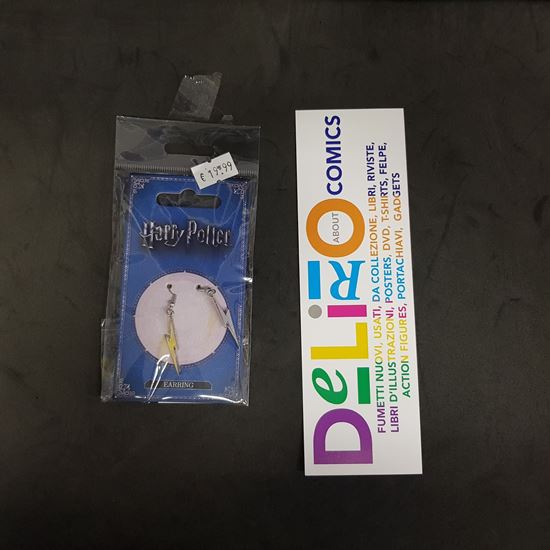 € 19.99
Harry Potter
EARRING
DeLiRiO ABOUT COMICS
FUMETTI NUOVI, USATI, DA COLLEZIONE, LIBRI, RIVISTE,
LIBRI D'ILLUSTRAZIONI, POSTERS, DVD, T-SHIRTS, FELPE,
ACTION FIGURES, PORTACHIAVI, GADGETS